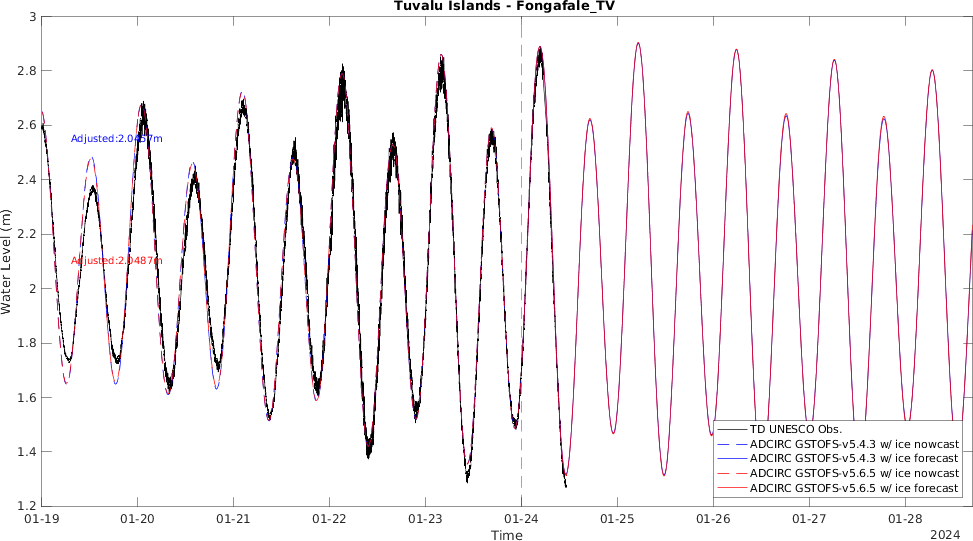 Tuvalu Islands - Fongafale_TV
3
2.8
2.6
2.4
2.2
2
1.8
1.6
1.4
1.2
Water Level (m)
Adjusted:2.0457m
Adjusted:2.0487m
TD UNESCO Obs.
ADCIRC GSTOFS-v5.4.3 w/ ice nowcast
ADCIRC GSTOFS-v5.4.3 w/ ice forecast
ADCIRC GSTOFS-v5.6.5 w/ ice nowcast
ADCIRC GSTOFS-v5.6.5 w/ ice forecast
01-19 01-20 01-21 01-22 01-23 01-24 01-25 01-26 01-27 01-28
Time
2024